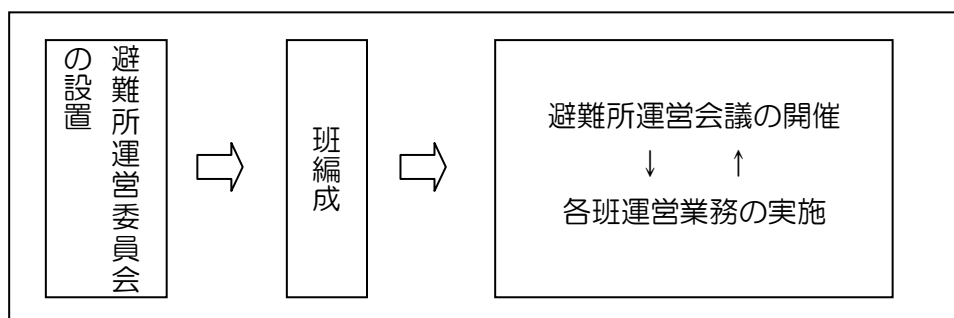 避難所運営委員会
の設置
班編成
避難所運営会議の開催
↓ ↑
各班運営業務の実施